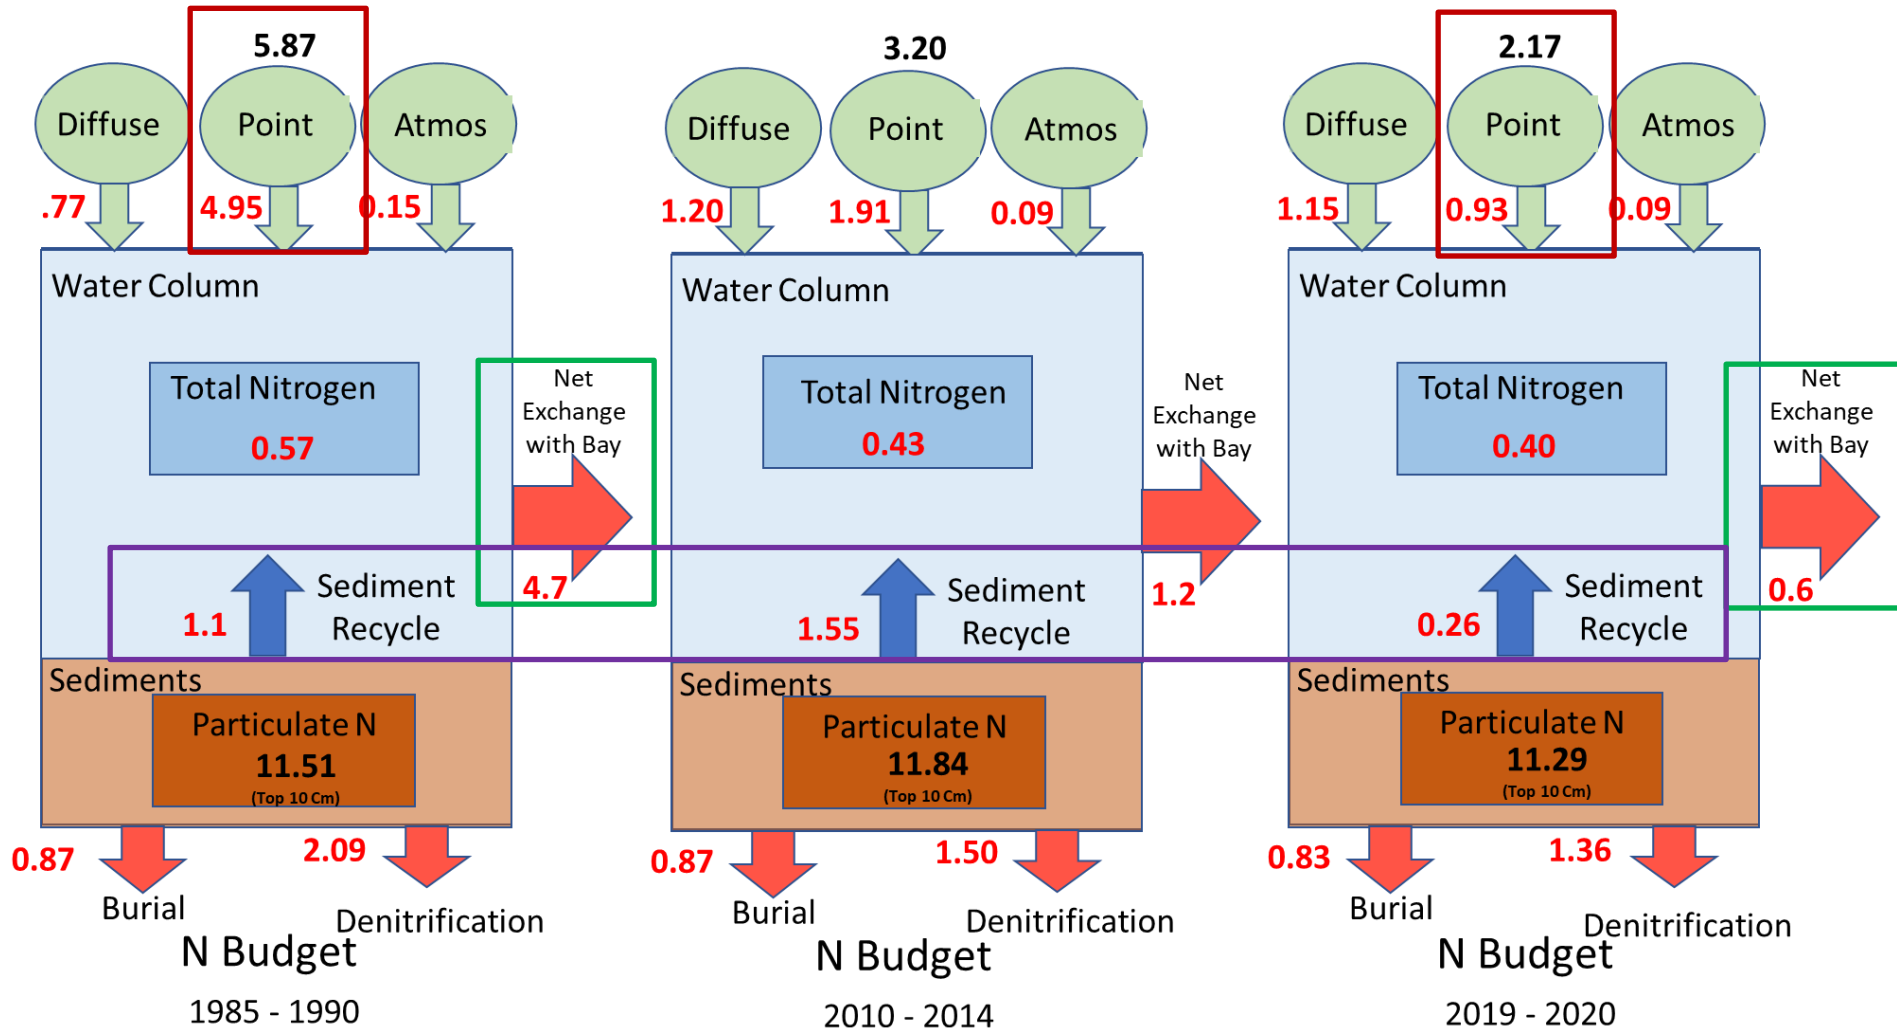 5.87
Diffuse
Point
Atmos
.77
4.95
0.15
Water Column
Total Nitrogen
0.57
Net
Exchange
with Bay
4.7
1.1
Sediment
Recycle
Sediments
Particulate N
11.51
(Top 10 Cm)
0.87
2.09
Burial
Denitrification
N Budget
1985 - 1990
3.20
Diffuse
Point
Atmos
1.20
1.91
0.09
Water Column
Total Nitrogen
0.43
Net
Exchange
with Bay
1.2
1.55
Sediment
Recycle
Sediments
Particulate N
11.84
(Top 10 Cm)
0.87
1.50
Burial
Denitrification
N Budget
2010 - 2014
2.17
Diffuse
Point
Atmos
1.15
0.93
0.09
Water Column
Total Nitrogen
0.40
Net
Exchange
with Bay
0.6
0.26
Sediment
Recycle
Sediments
Particulate N
11.29
(Top 10 Cm)
0.83
1.36
Burial
Denitrification
N Budget
2019 - 2020